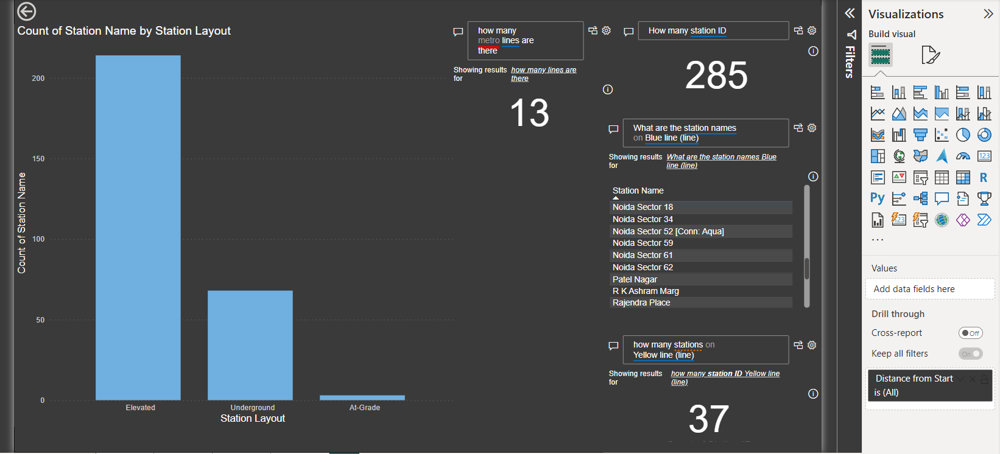 Count of Station Name by Station Layout
Count of Station Name
200
150
100
50
0
Elevated
Underground
At-Grade
Station Layout
how many
metro lines are
there
Showing results
for
how many lines are
there
13
How many station ID
285
What are the station names
on Blue line (line)
Showing results
for
What are the station names Blue
line (line)
Station Name
Noida Sector 18
Noida Sector 34
Noida Sector 52 [Conn: Aqua]
Noida Sector 59
Noida Sector 61
Noida Sector 62
Patel Nagar
R K Ashram Marg
Rajendra Place
how many stations on
Yellow line (line)
Showing results
for
how many station ID Yellow line
(line)
37
Filters
Visualizations
Build visual
123
R
Py
123
...
Values
Add data fields here
Drill through
Cross-report
Off
Keep all filters
On
Distance from Start
is (All)